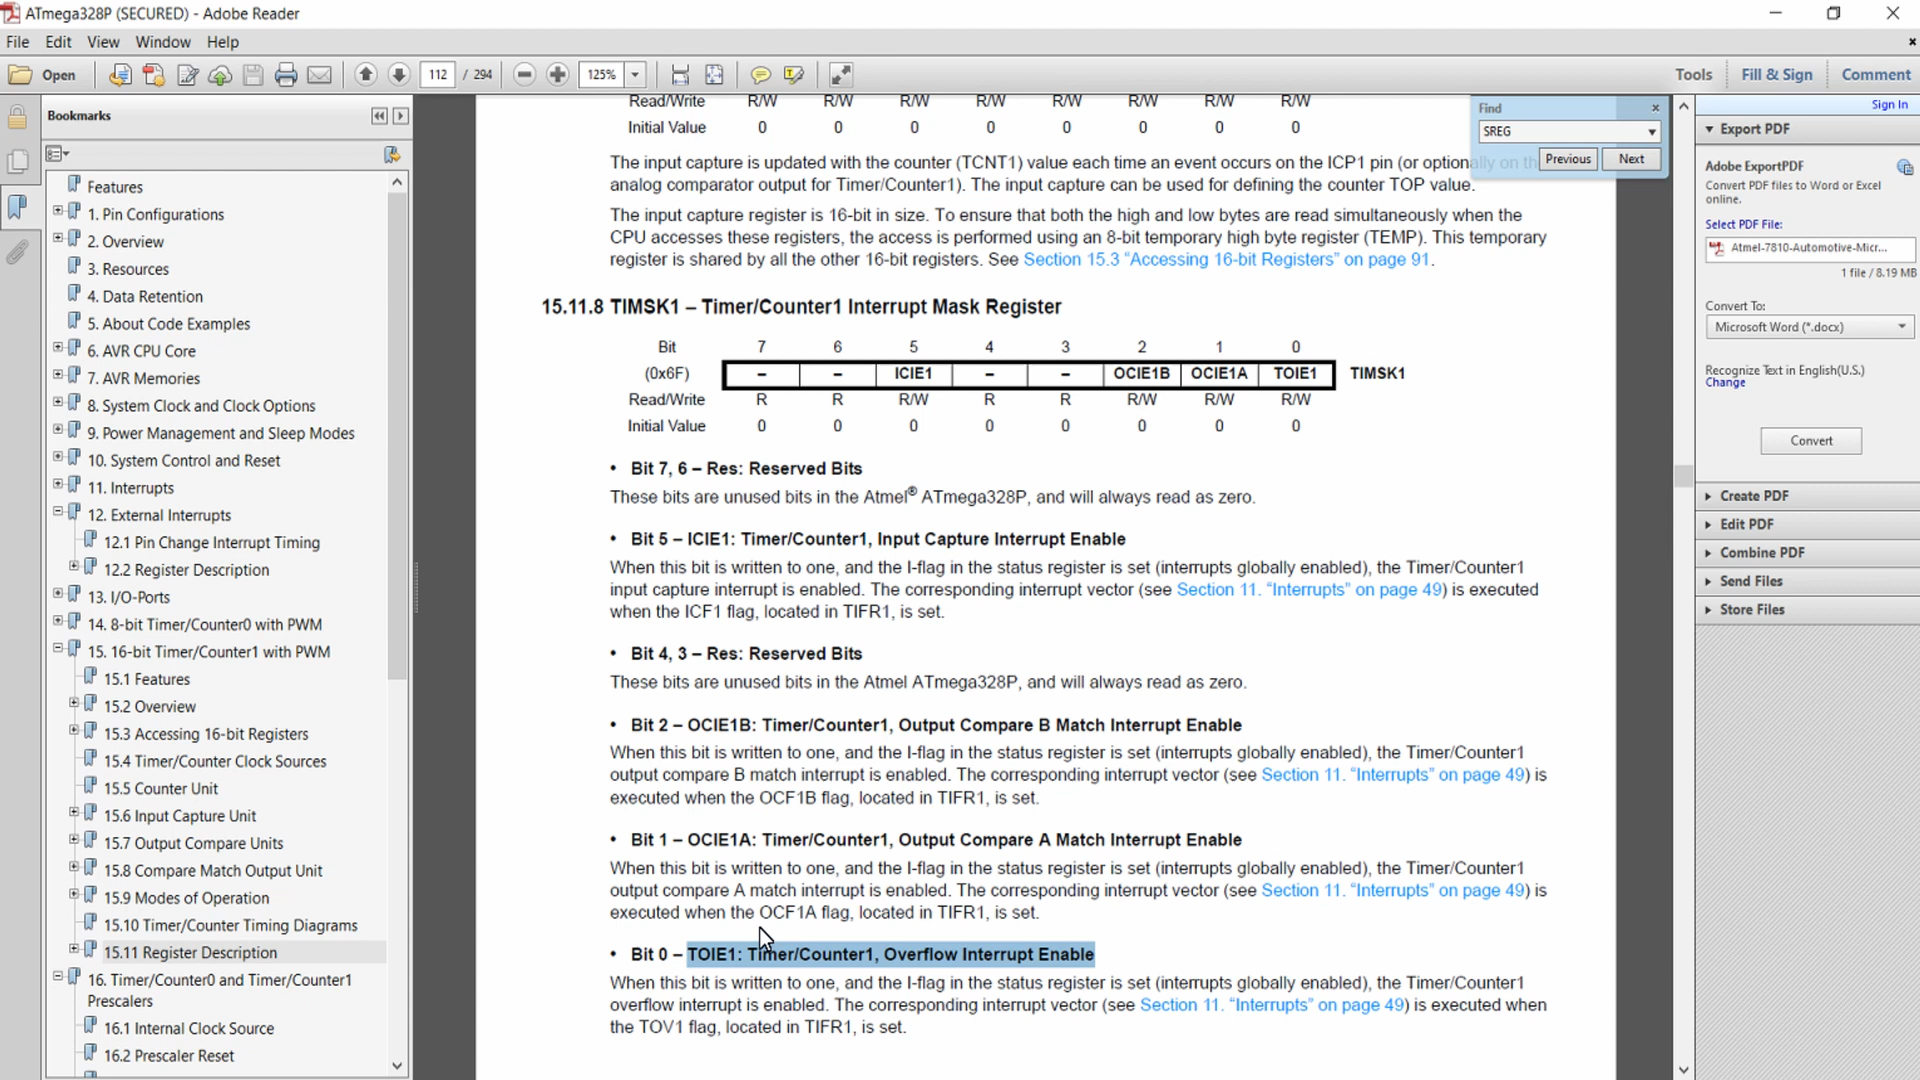 ATmega328P (SECURED) - Adobe Reader
File Edit View Window Help
Open 112 / 294 125% Tools Fill & Sign Comment
Bookmarks
Features
1. Pin Configurations
2. Overview
3. Resources
4. Data Retention
5. About Code Examples
6. AVR CPU Core
7. AVR Memories
8. System Clock and Clock Options
9. Power Management and Sleep Modes
10. System Control and Reset
11. Interrupts
12. External Interrupts
12.1 Pin Change Interrupt Timing
12.2 Register Description
13. I/O-Ports
14. 8-bit Timer/Counter0 with PWM
15. 16-bit Timer/Counter1 with PWM
15.1 Features
15.2 Overview
15.3 Accessing 16-bit Registers
15.4 Timer/Counter Clock Sources
15.5 Counter Unit
15.6 Input Capture Unit
15.7 Output Compare Units
15.8 Compare Match Output Unit
15.9 Modes of Operation
15.10 Timer/Counter Timing Diagrams
15.11 Register Description
16. Timer/Counter0 and Timer/Counter1
Prescalers
16.1 Internal Clock Source
16.2 Prescaler Reset
Read/Write R/W R/W R/W R/W R/W R/W R/W R/W
Initial Value 0 0 0 0 0 0 0 0
The input capture is updated with the counter (TCNT1) value each time an event occurs on the ICP1 pin (or optionally on the
analog comparator output for Timer/Counter1). The input capture can be used for defining the counter TOP value.
The input capture register is 16-bit in size. To ensure that both the high and low bytes are read simultaneously when the
CPU accesses these registers, the access is performed using an 8-bit temporary high byte register (TEMP). This temporary
register is shared by all the other 16-bit registers. See Section 15.3 “Accessing 16-bit Registers” on page 91.
15.11.8 TIMSK1 – Timer/Counter1 Interrupt Mask Register
Bit 7 6 5 4 3 2 1 0
(0x6F) – – ICIE1 – – OCIE1B OCIE1A TOIE1 TIMSK1
Read/Write R R R/W R R R/W R/W R/W
Initial Value 0 0 0 0 0 0 0 0
• Bit 7, 6 – Res: Reserved Bits
These bits are unused bits in the Atmel® ATmega328P, and will always read as zero.
• Bit 5 – ICIE1: Timer/Counter1, Input Capture Interrupt Enable
When this bit is written to one, and the I-flag in the status register is set (interrupts globally enabled), the Timer/Counter1
input capture interrupt is enabled. The corresponding interrupt vector (see Section 11. “Interrupts” on page 49) is executed
when the ICF1 flag, located in TIFR1, is set.
• Bit 4, 3 – Res: Reserved Bits
These bits are unused bits in the Atmel ATmega328P, and will always read as zero.
• Bit 2 – OCIE1B: Timer/Counter1, Output Compare B Match Interrupt Enable
When this bit is written to one, and the I-flag in the status register is set (interrupts globally enabled), the Timer/Counter1
output compare B match interrupt is enabled. The corresponding interrupt vector (see Section 11. “Interrupts” on page 49) is
executed when the OCF1B flag, located in TIFR1, is set.
• Bit 1 – OCIE1A: Timer/Counter1, Output Compare A Match Interrupt Enable
When this bit is written to one, and the I-flag in the status register is set (interrupts globally enabled), the Timer/Counter1
output compare A match interrupt is enabled. The corresponding interrupt vector (see Section 11. “Interrupts” on page 49) is
executed when the OCF1A flag, located in TIFR1, is set.
• Bit 0 – TOIE1: Timer/Counter1, Overflow Interrupt Enable
When this bit is written to one, and the I-flag in the status register is set (interrupts globally enabled), the Timer/Counter1
overflow interrupt is enabled. The corresponding interrupt vector (see Section 11. “Interrupts” on page 49) is executed when
the TOV1 flag, located in TIFR1, is set.
Find
SREG
Previous Next
Sign In
Export PDF
Adobe ExportPDF
Convert PDF files to Word or Excel
online.
Select PDF File:
Atmel-7810-Automotive-Micr...
1 file / 8.19 MB
Convert To:
Microsoft Word (*.docx)
Recognize Text in English(U.S.)
Change
Convert
Create PDF
Edit PDF
Combine PDF
Send Files
Store Files